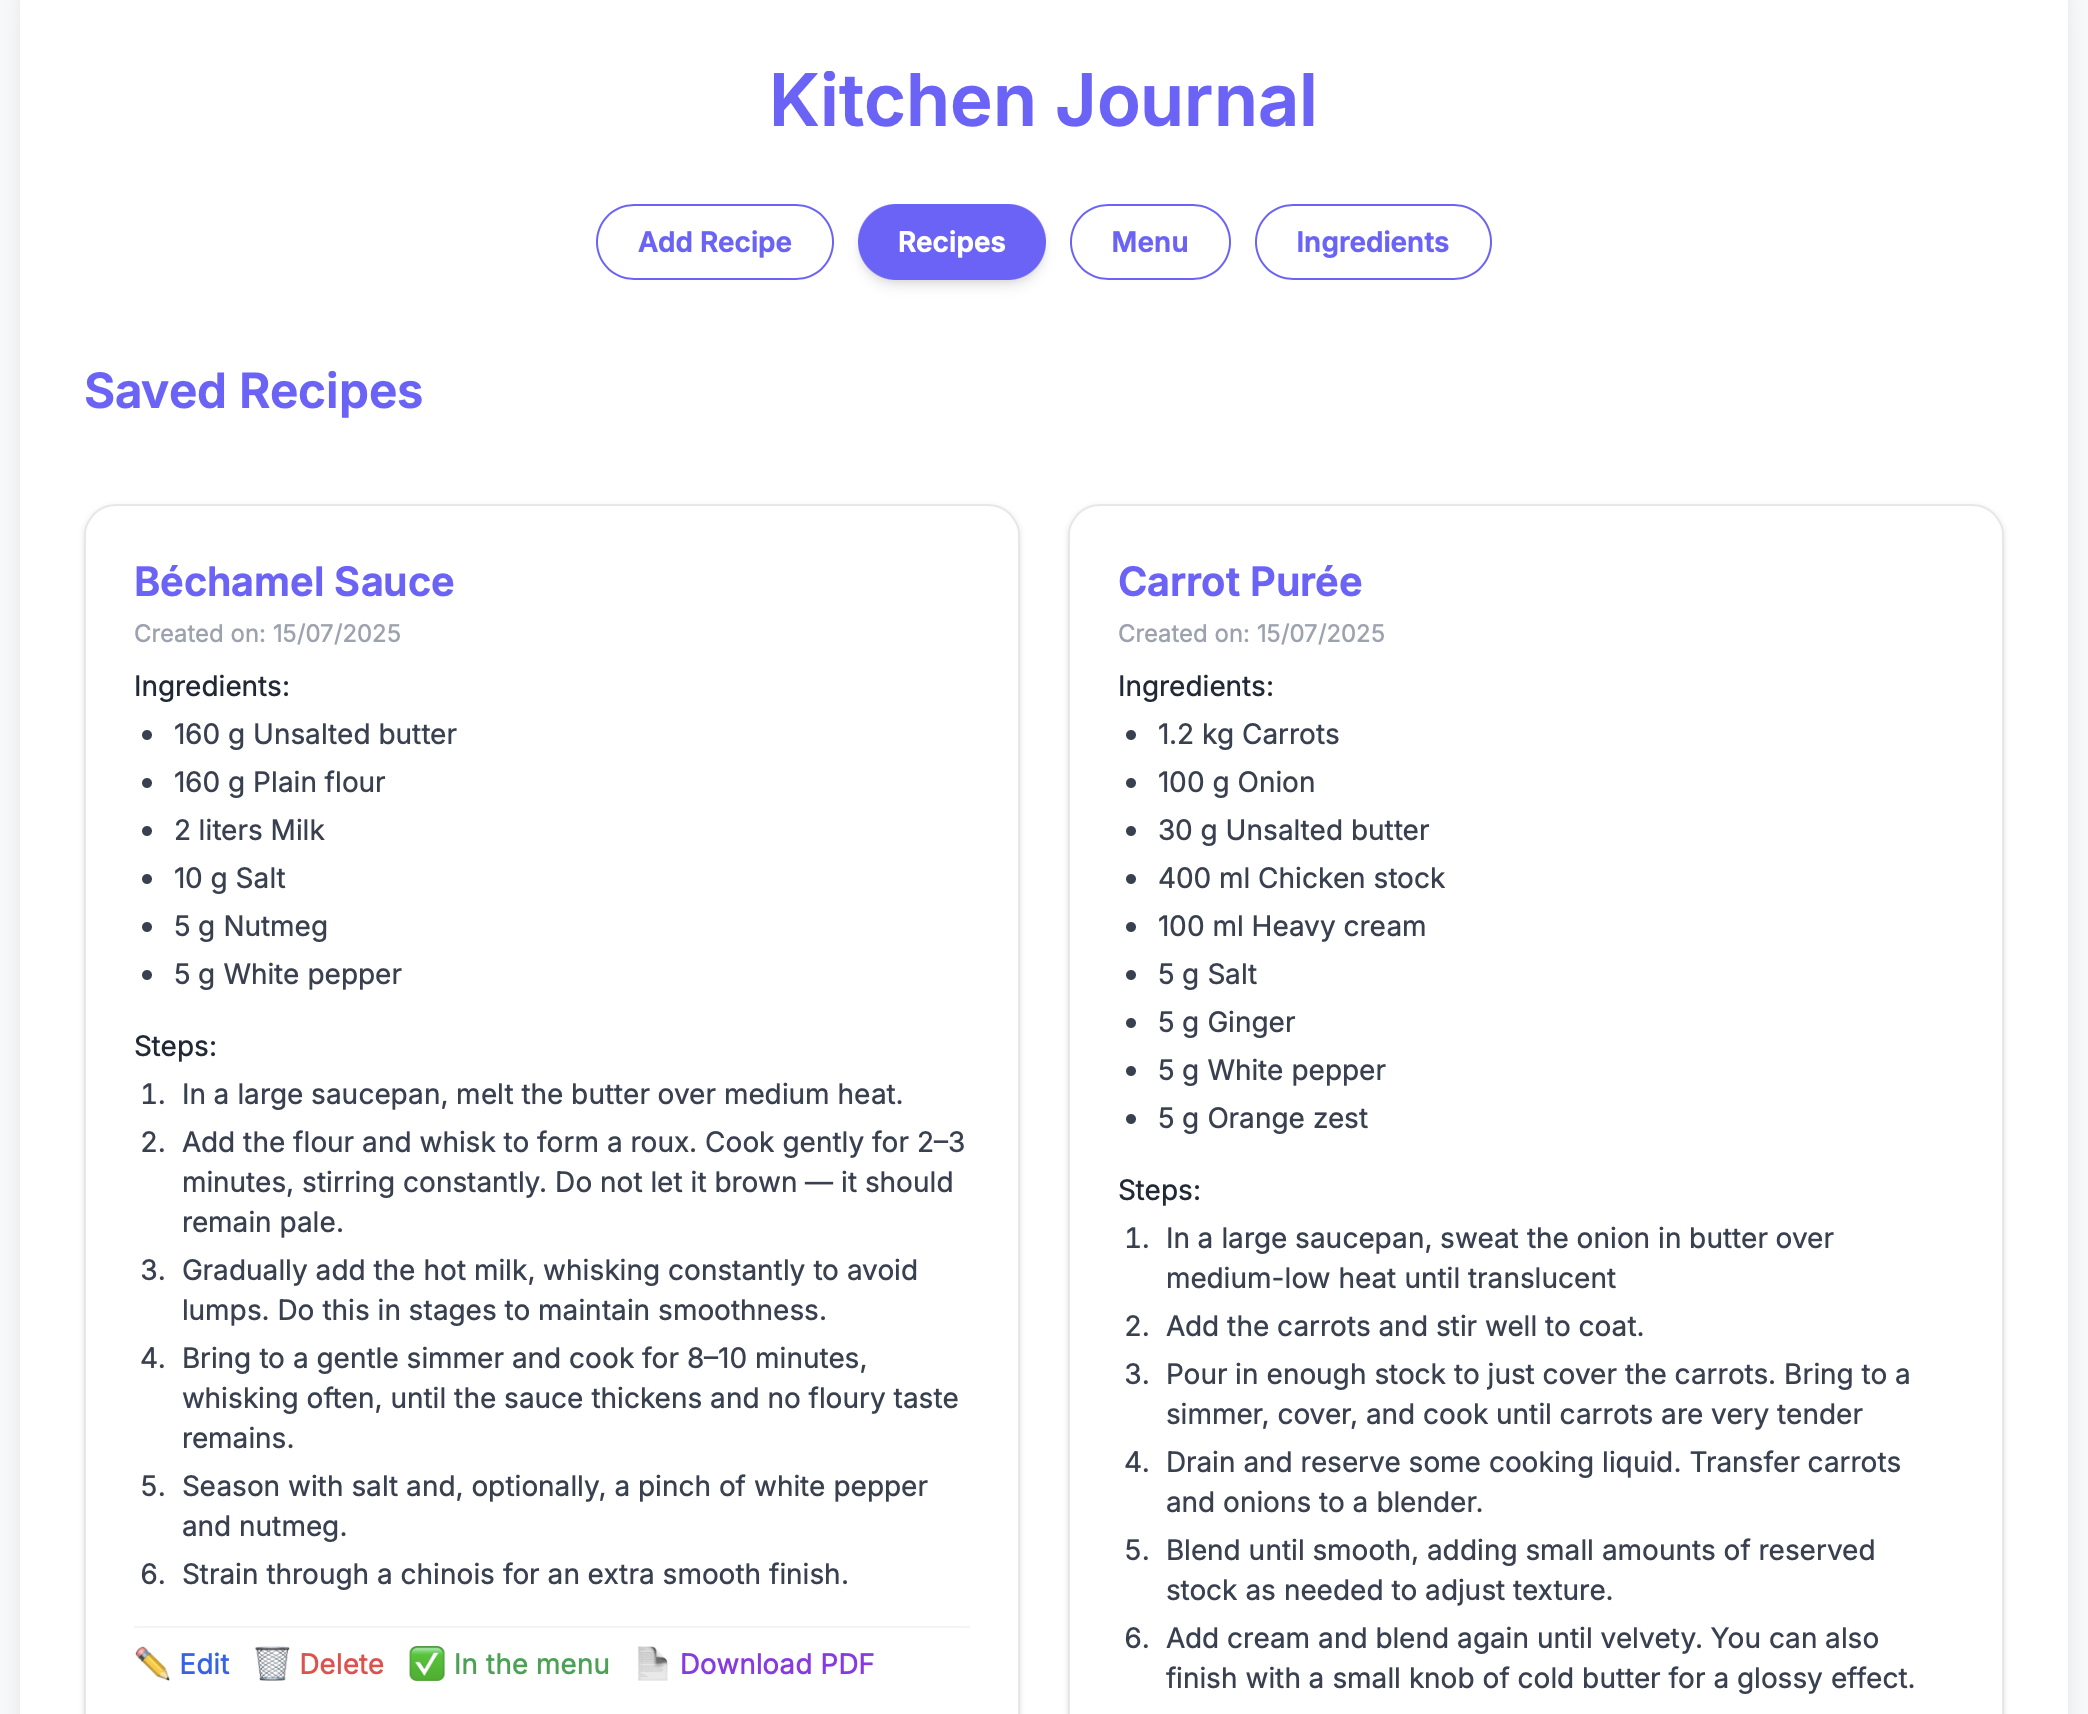 Kitchen Journal
Add Recipe Recipes Menu Ingredients
Saved Recipes
Béchamel Sauce
Created on: 15/07/2025
Ingredients:
• 160 g Unsalted butter
• 160 g Plain flour
• 2 liters Milk
• 10 g Salt
• 5 g Nutmeg
• 5 g White pepper
Steps:
1. In a large saucepan, melt the butter over medium heat.
2. Add the flour and whisk to form a roux. Cook gently for 2–3
minutes, stirring constantly. Do not let it brown — it should
remain pale.
3. Gradually add the hot milk, whisking constantly to avoid
lumps. Do this in stages to maintain smoothness.
4. Bring to a gentle simmer and cook for 8–10 minutes,
whisking often, until the sauce thickens and no floury taste
remains.
5. Season with salt and, optionally, a pinch of white pepper
and nutmeg.
6. Strain through a chinois for an extra smooth finish.
Edit Delete In the menu Download PDF
Carrot Purée
Created on: 15/07/2025
Ingredients:
• 1.2 kg Carrots
• 100 g Onion
• 30 g Unsalted butter
• 400 ml Chicken stock
• 100 ml Heavy cream
• 5 g Salt
• 5 g Ginger
• 5 g White pepper
• 5 g Orange zest
Steps:
1. In a large saucepan, sweat the onion in butter over
medium-low heat until translucent
2. Add the carrots and stir well to coat.
3. Pour in enough stock to just cover the carrots. Bring to a
simmer, cover, and cook until carrots are very tender
4. Drain and reserve some cooking liquid. Transfer carrots
and onions to a blender.
5. Blend until smooth, adding small amounts of reserved
stock as needed to adjust texture.
6. Add cream and blend again until velvety. You can also
finish with a small knob of cold butter for a glossy effect.